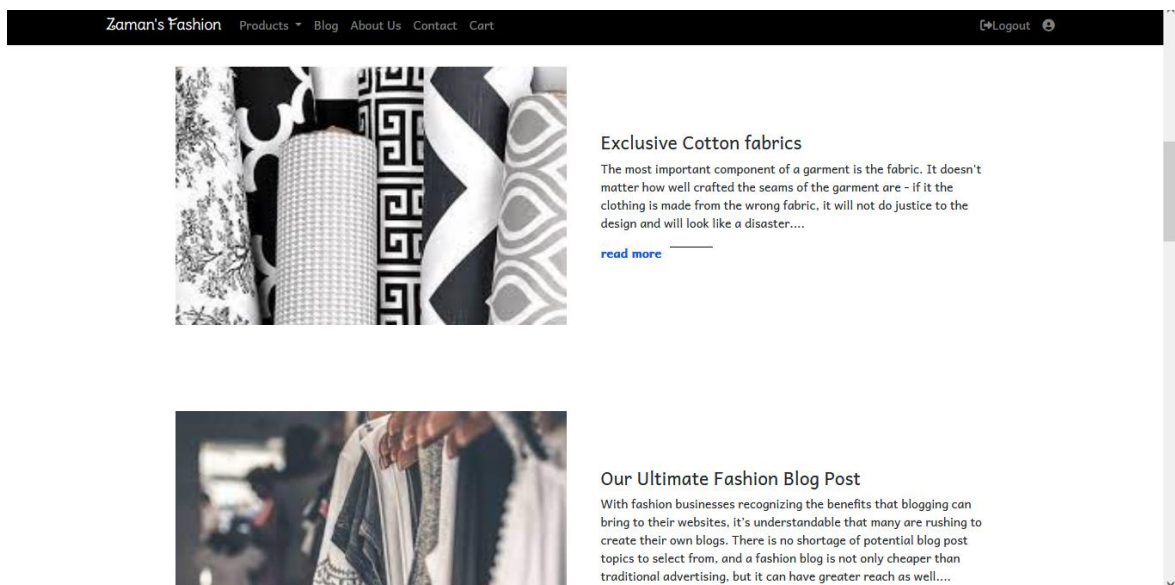 Zaman's Fashion Products Blog About Us Contact Cart Logout
Exclusive Cotton fabrics
The most important component of a garment is the fabric. It doesn't
matter how well crafted the seams of the garment are - if it the
clothing is made from the wrong fabric, it will not do justice to the
design and will look like a disaster....
read more
Our Ultimate Fashion Blog Post
With fashion businesses recognizing the benefits that blogging can
bring to their websites, it's understandable that many are rushing to
create their own blogs. There is no shortage of potential blog post
topics to select from, and a fashion blog is not only cheaper than
traditional advertising, but it can have greater reach as well....